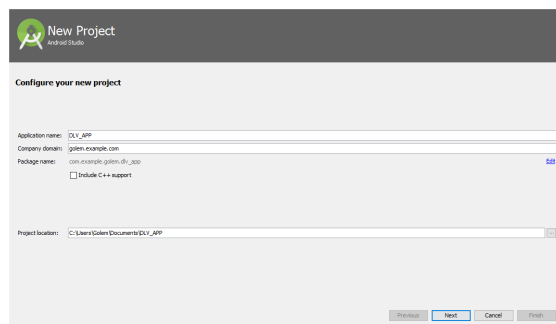 New Project
Android Studio
Configure your new project
Application name: DLV_APP
Company domain: golem.example.com
Package name: com.example.golem.dlv_app Edit
Include C++ support
Project location: C:\Users\Golem\Documents\DLV_APP ...
Previous Next Cancel Finish